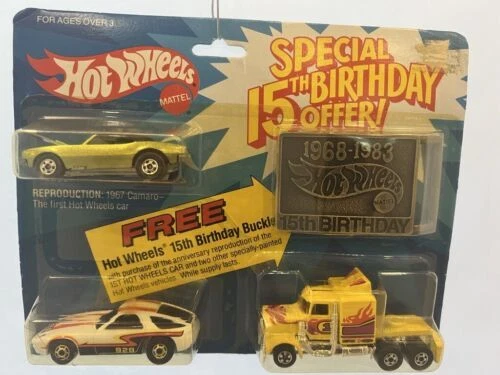 FOR AGES OVER 3.
Hot Wheels
MATTEL
SPECIAL
15TH BIRTHDAY
OFFER!
1968-1983
Hot Wheels
MATTEL
15th BIRTHDAY
REPRODUCTION: 1967 Camaro-
The first Hot Wheels car
FREE
Hot Wheels® 15th Birthday Buckle
with purchase of the anniversary reproduction of the
1ST HOT WHEELS CAR and two other specially-painted
Hot Wheels vehicles. While supply lasts.
928